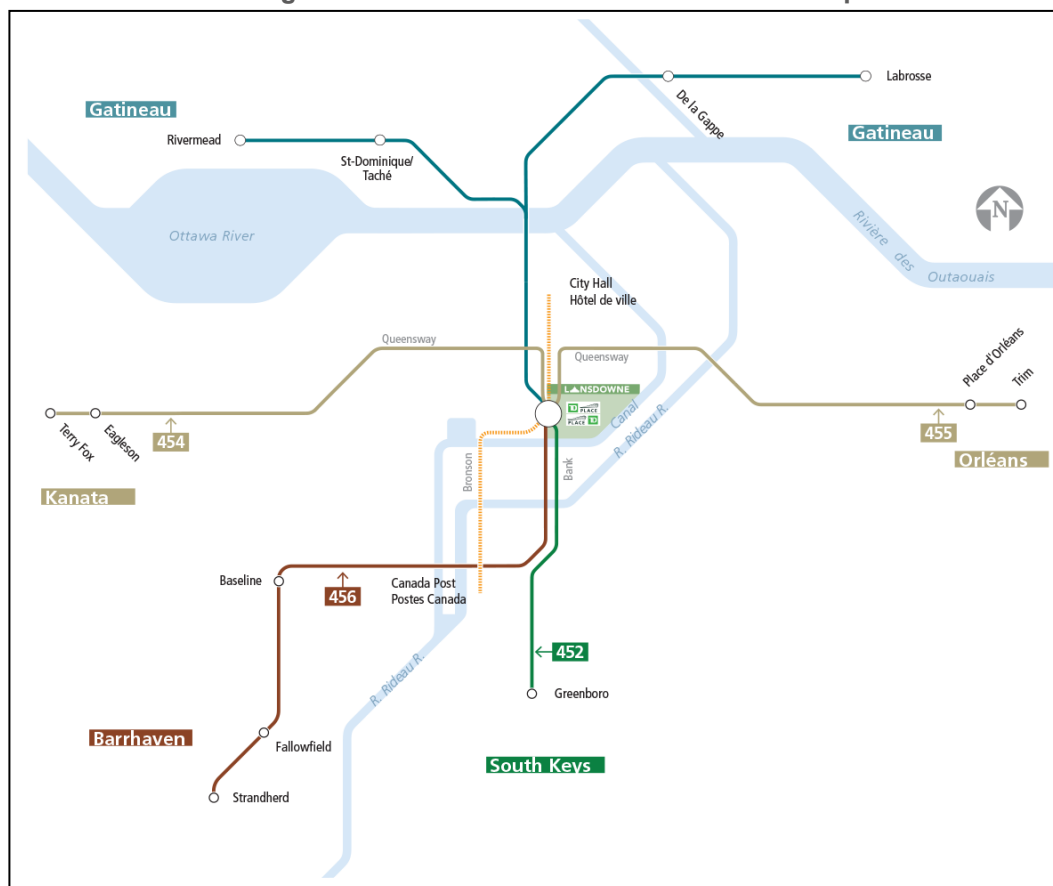 Labrosse
De la Gappe
Gatineau
Gatineau
Rivermead
St-Dominique/
Taché
N
Ottawa River
Rivière des Outaouais
City Hall
Hôtel de ville
Queensway
Queensway
Place d'Orléans
Trim
LANSDOWNE
TD PLACE
PLACE TD
Canal
R. Rideau R.
Terry Fox
Eagleson
454
455
Orléans
Kanata
Bronson
Bank
Baseline
456
Canada Post
Postes Canada
452
R. Rideau R.
Greenboro
Barrhaven
Fallowfield
South Keys
Strandherd